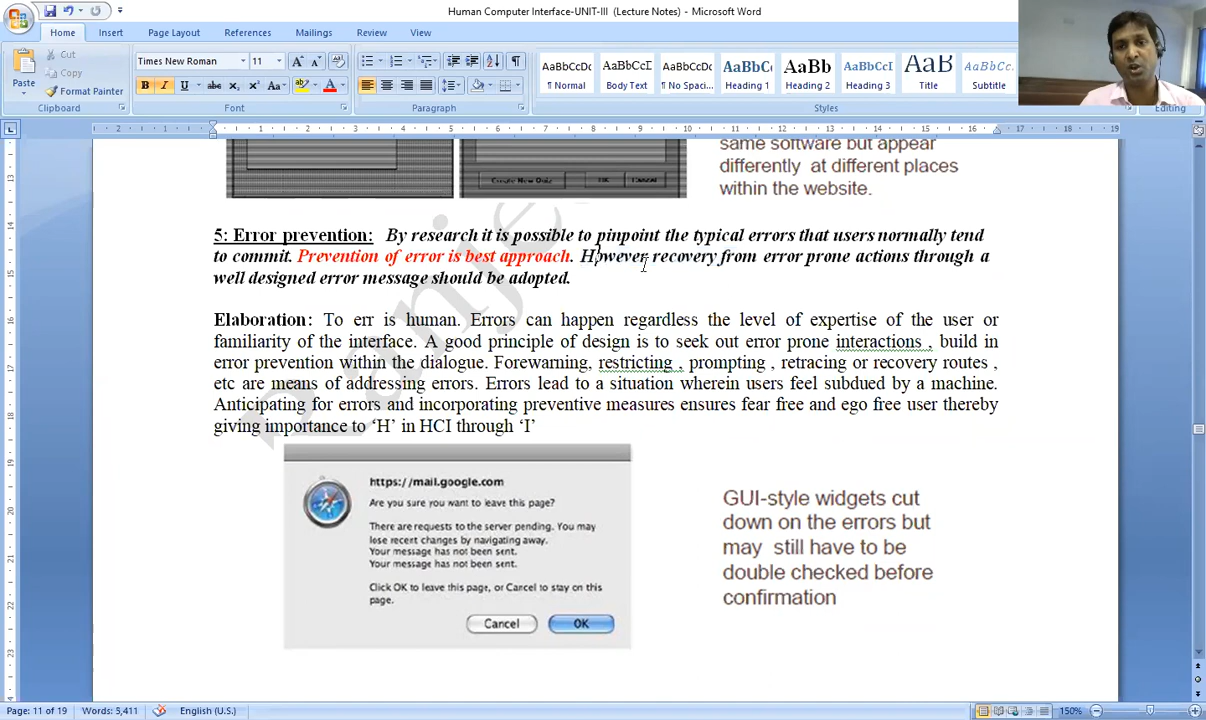 Human Computer Interface-UNIT-III (Lecture Notes) - Microsoft Word
Home Insert Page Layout References Mailings Review View
Paste
Cut
Copy
Format Painter
Times New Roman 11
AaBbCcDc AaBbCcD AaBbCcDc AaBbC AaBb AaBbCcD AaB AaBbCc.
¶ Normal Body Text ¶ No Spaci... Heading 1 Heading 2 Heading 3 Title Subtitle
Clipboard Font Paragraph Styles Editing
same software but appear
differently at different places
within the website.
Create New Quiz OK Cancel
5: Error prevention: By research it is possible to pinpoint the typical errors that users normally tend
to commit. Prevention of error is best approach. However recovery from error prone actions through a
well designed error message should be adopted.
Elaboration: To err is human. Errors can happen regardless the level of expertise of the user or
familiarity of the interface. A good principle of design is to seek out error prone interactions , build in
error prevention within the dialogue. Forewarning, restricting , prompting , retracing or recovery routes ,
etc are means of addressing errors. Errors lead to a situation wherein users feel subdued by a machine.
Anticipating for errors and incorporating preventive measures ensures fear free and ego free user thereby
giving importance to ‘H’ in HCI through ‘I’
https://mail.google.com
Are you sure you want to leave this page?
There are requests to the server pending. You may
lose recent changes by navigating away.
Your message has not been sent.
Your message has not been sent.
Click OK to leave this page, or Cancel to stay on this
page.
Cancel OK
GUI-style widgets cut
down on the errors but
may still have to be
double checked before
confirmation
Page: 11 of 19 Words: 5,411 English (U.S.) 150%